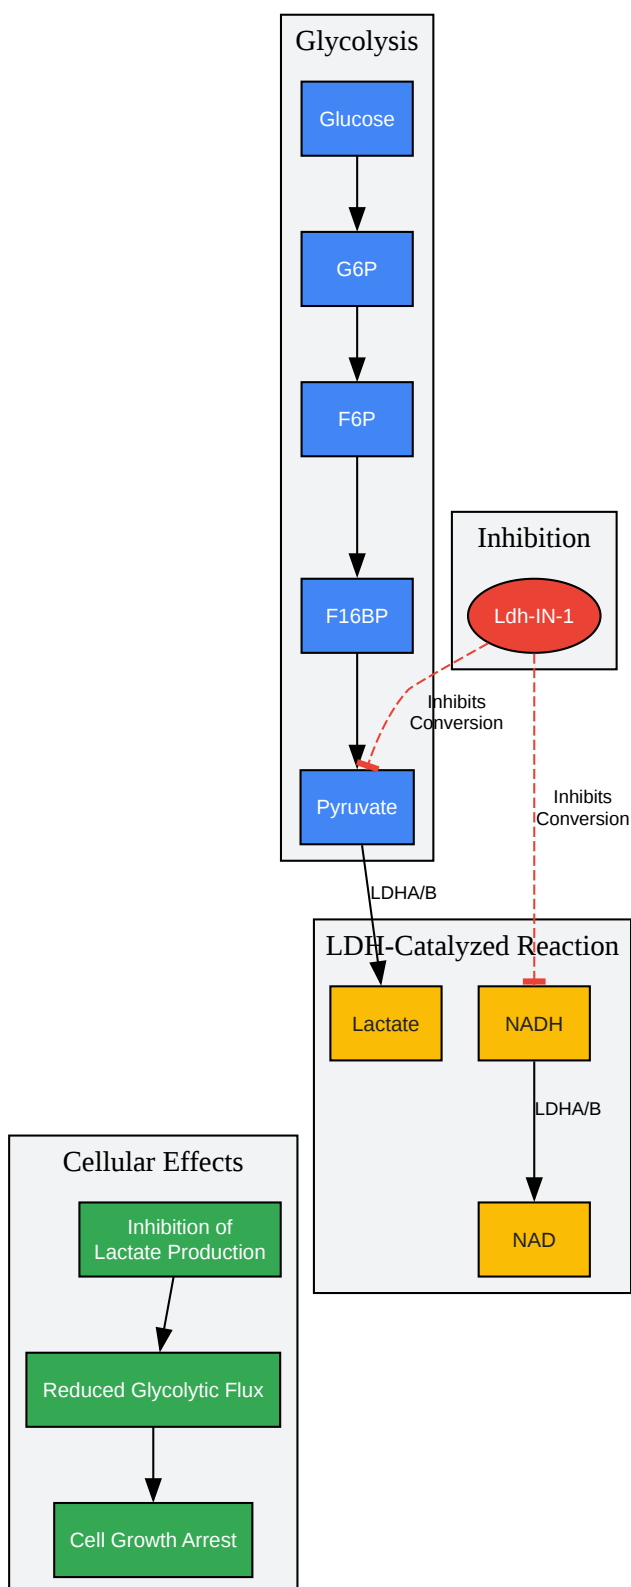 Glycolysis
Glucose
G6P
F6P
Inhibition
F16BP
Ldh-IN-1
Inhibits
Conversion
Pyruvate
Inhibits
Conversion
LDHA/B
LDH-Catalyzed Reaction
Lactate
NADH
LDHA/B
NAD
Cellular Effects
Inhibition of
Lactate Production
Reduced Glycolytic Flux
Cell Growth Arrest